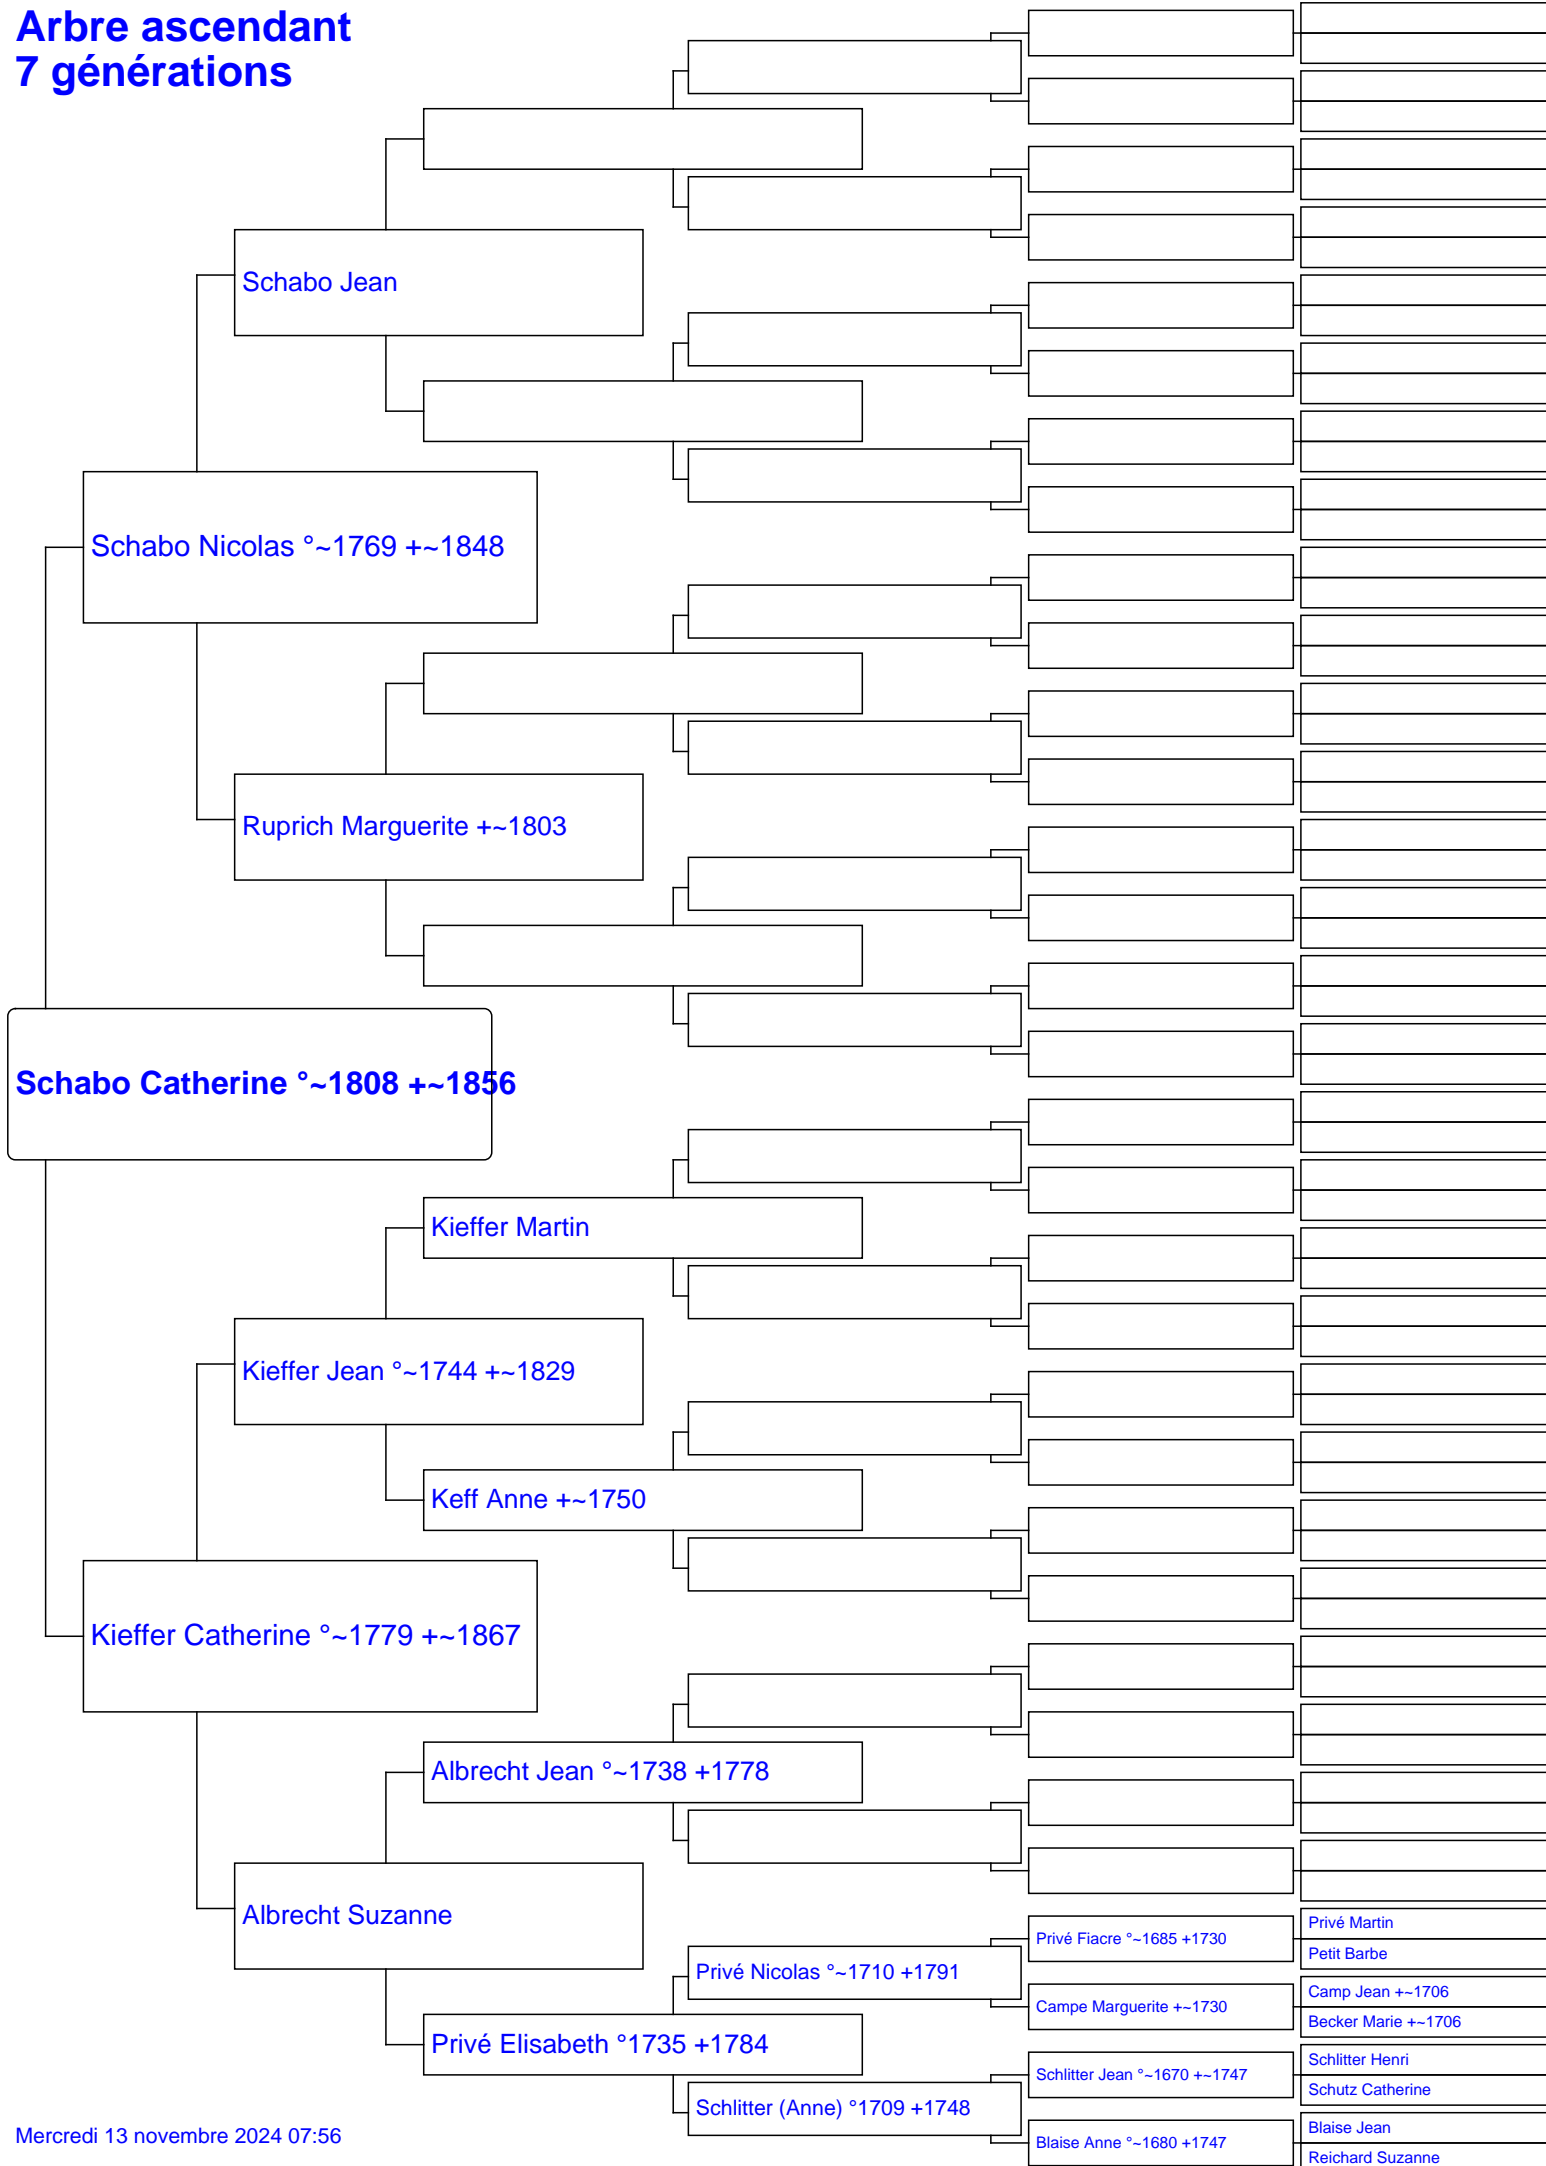 Arbre ascendant
7 générations
Schabo Jean
Schabo Nicolas °~1769 +~1848
Ruprich Marguerite +~1803
Schabo Catherine °~1808 +~1856
Kieffer Martin
Kieffer Jean °~1744 +~1829
Keff Anne +~1750
Kieffer Catherine °~1779 +~1867
Albrecht Jean °~1738 +1778
Albrecht Suzanne
Privé Martin
Privé Fiacre °~1685 +1730
Petit Barbe
Privé Nicolas °~1710 +1791
Camp Jean +~1706
Campe Marguerite +~1730
Becker Marie +~1706
Privé Elisabeth °1735 +1784
Schlitter Henri
Schlitter Jean °~1670 +~1747
Schutz Catherine
Schlitter (Anne) °1709 +1748
Blaise Jean
Blaise Anne °~1680 +1747
Reichard Suzanne
Mercredi 13 novembre 2024 07:56